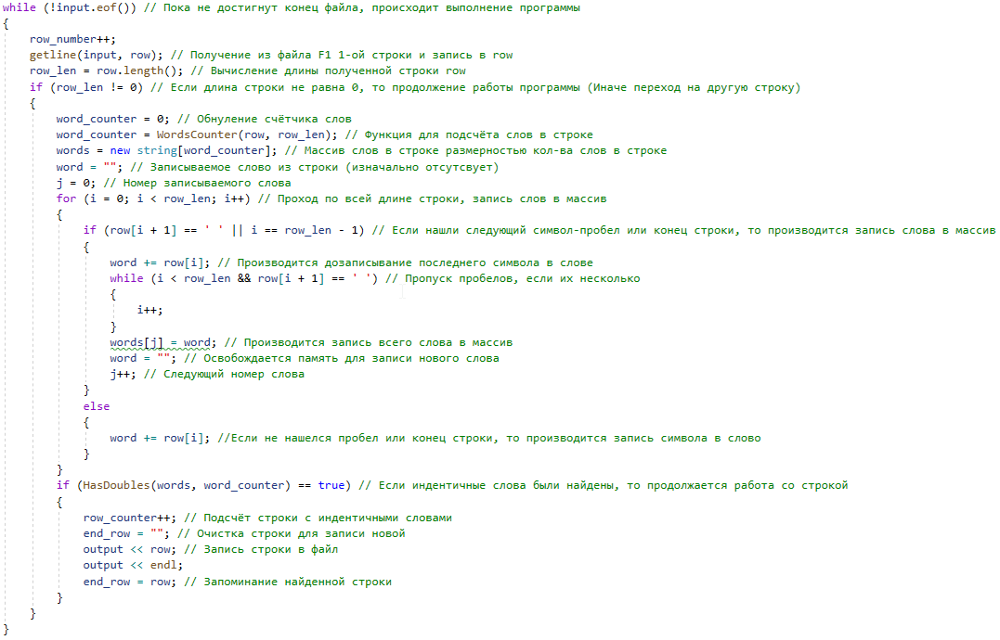 while (!input.eof()) // Пока не достигнут конец файла, происходит выполнение программы
{
row_number++;
getline(input, row); // Получение из файла F1 1-ой строки и запись в row
row_len = row.length(); // Вычисление длины полученной строки row
if (row_len != 0) // Если длина строки не равна 0, то продолжение работы программы (Иначе переход на другую строку)
{
word_counter = 0; // Обнуление счётчика слов
word_counter = WordsCounter(row, row_len); // Функция для подсчёта слов в строке
words = new string[word_counter]; // Массив слов в строке размерностью кол-ва слов в строке
word = ""; // Записываемое слово из строки (изначально отсутсвует)
j = 0; // Номер записываемого слова
for (i = 0; i < row_len; i++) // Проход по всей длине строки, запись слов в массив
{
if (row[i + 1] == ' ' || i == row_len - 1) // Если нашли следующий символ-пробел или конец строки, то производится запись слова в массив
{
word += row[i]; // Производится дозаписывание последнего символа в слове
while (i < row_len && row[i + 1] == ' ') // Пропуск пробелов, если их несколько
{
i++;
}
words[j] = word; // Производится запись всего слова в массив
word = ""; // Освобождается память для записи нового слова
j++; // Следующий номер слова
}
else
{
word += row[i]; //Если не нашелся пробел или конец строки, то производится запись символа в слово
}
}
if (HasDoubles(words, word_counter) == true) // Если индентичные слова были найдены, то продолжается работа со строкой
{
row_counter++; // Подсчёт строки с индентичными словами
end_row = ""; // Очистка строки для записи новой
output << row; // Запись строки в файл
output << endl;
end_row = row; // Запоминание найденной строки
}
}
}